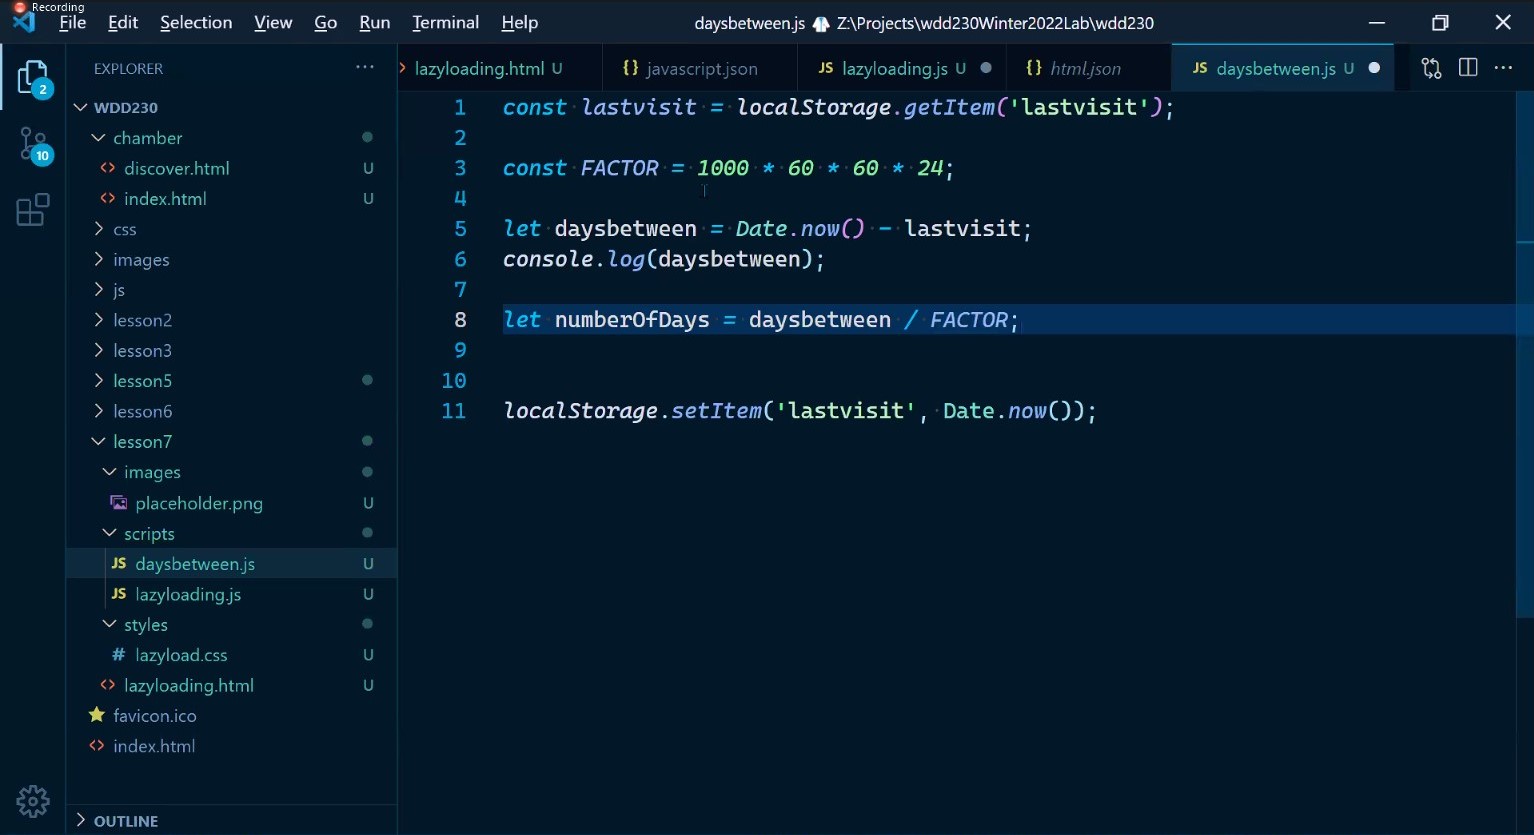 Recording
File Edit Selection View Go Run Terminal Help
daysbetween.js Z:\Projects\wdd230Winter2022Lab\wdd230
EXPLORER ...
lazyloading.html U {} javascript.json JS lazyloading.js U {} html.json JS daysbetween.js U ...
2
10
WDD230
chamber
<> discover.html U
<> index.html U
css
images
js
lesson2
lesson3
lesson5
lesson6
lesson7
images
placeholder.png U
scripts
JS daysbetween.js U
JS lazyloading.js U
styles
# lazyload.css U
<> lazyloading.html U
favicon.ico
<> index.html
OUTLINE
1 const lastvisit = localStorage.getItem('lastvisit');
2
3 const FACTOR = 1000 * 60 * 60 * 24;
4
5 let daysbetween = Date.now() - lastvisit;
6 console.log(daysbetween);
7
8 let numberOfDays = daysbetween / FACTOR;
9
10
11 localStorage.setItem('lastvisit', Date.now());